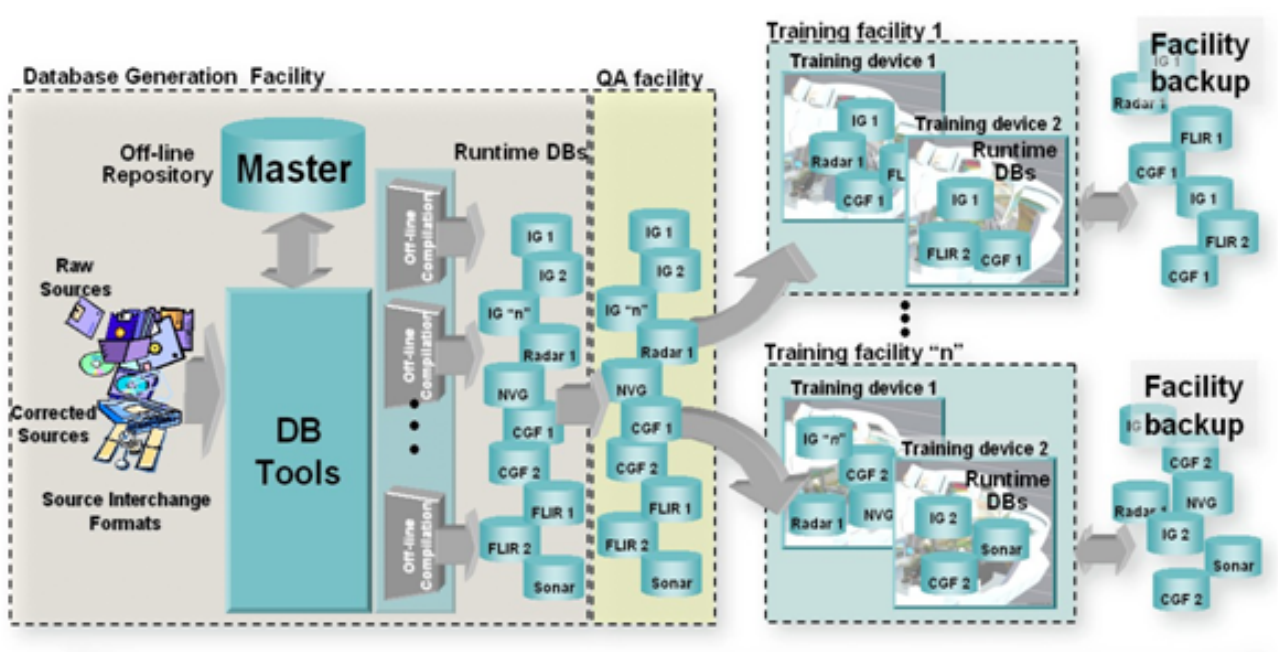 Database Generation Facility
Off-line
Repository
Master
Raw
Sources
Corrected
Sources
Source Interchange
Formats
DB
Tools
Off-line
Compilation
Off-line
Compilation
Off-line
Compilation
Runtime DBs
IG 1
IG 2
IG "n"
Radar 1
NVG
CGF 1
CGF 2
FLIR 1
FLIR 2
Sonar
QA facility
IG 1
IG 2
IG "n"
Radar 1
NVG
CGF 1
CGF 2
FLIR 1
FLIR 2
Sonar
Training facility 1
Training device 1
IG 1
Radar 1
FL
CGF 1
Training device 2
Runtime
DBs
IG 1
FLIR 2
CGF 1
Facility
backup
IG 1
Radar 1
FLIR 1
CGF 1
IG 1
FLIR 2
CGF 1
Training facility "n"
Training device 1
IG "n"
CGF 2
Radar 1
NVG
Training device 2
Runtime
DBs
IG 2
Sonar
CGF 2
Facility
backup
IG
CGF 2
Radar
NVG
IG 2
Sonar
CGF 2